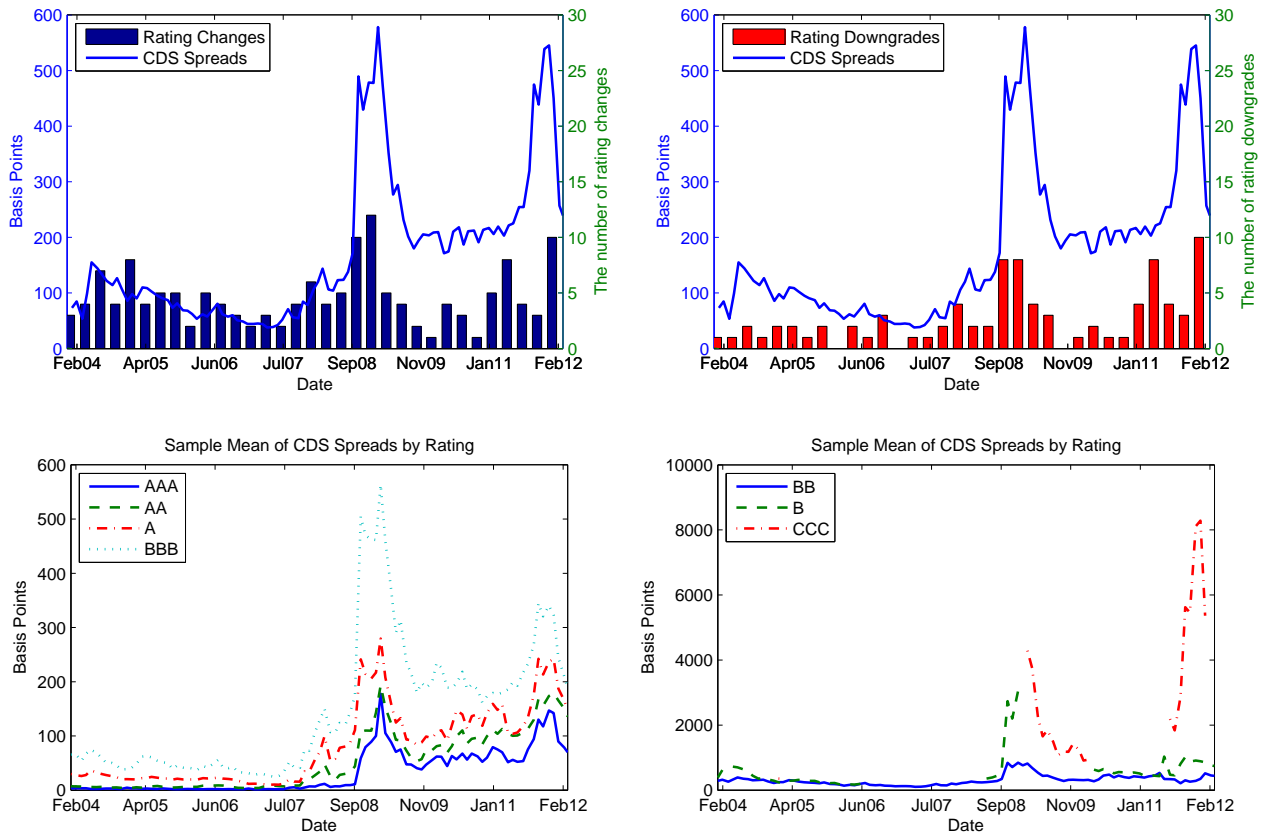 600
500
400
300
200
100
0
Basis Points
Rating Changes
CDS Spreads
30
25
20
15
10
5
0
The number of rating changes
Feb04 Apr05 Jun06 Jul07 Sep08 Nov09 Jan11 Feb12
Date
600
500
400
300
200
100
0
Basis Points
Rating Downgrades
CDS Spreads
30
25
20
15
10
5
0
The number of rating downgrades
Feb04 Apr05 Jun06 Jul07 Sep08 Nov09 Jan11 Feb12
Date
Sample Mean of CDS Spreads by Rating
600
500
400
300
200
100
0
Basis Points
AAA
AA
A
BBB
Feb04 Apr05 Jun06 Jul07 Sep08 Nov09 Jan11 Feb12
Date
Sample Mean of CDS Spreads by Rating
10000
8000
6000
4000
2000
0
Basis Points
BB
B
CCC
Feb04 Apr05 Jun06 Jul07 Sep08 Nov09 Jan11 Feb12
Date